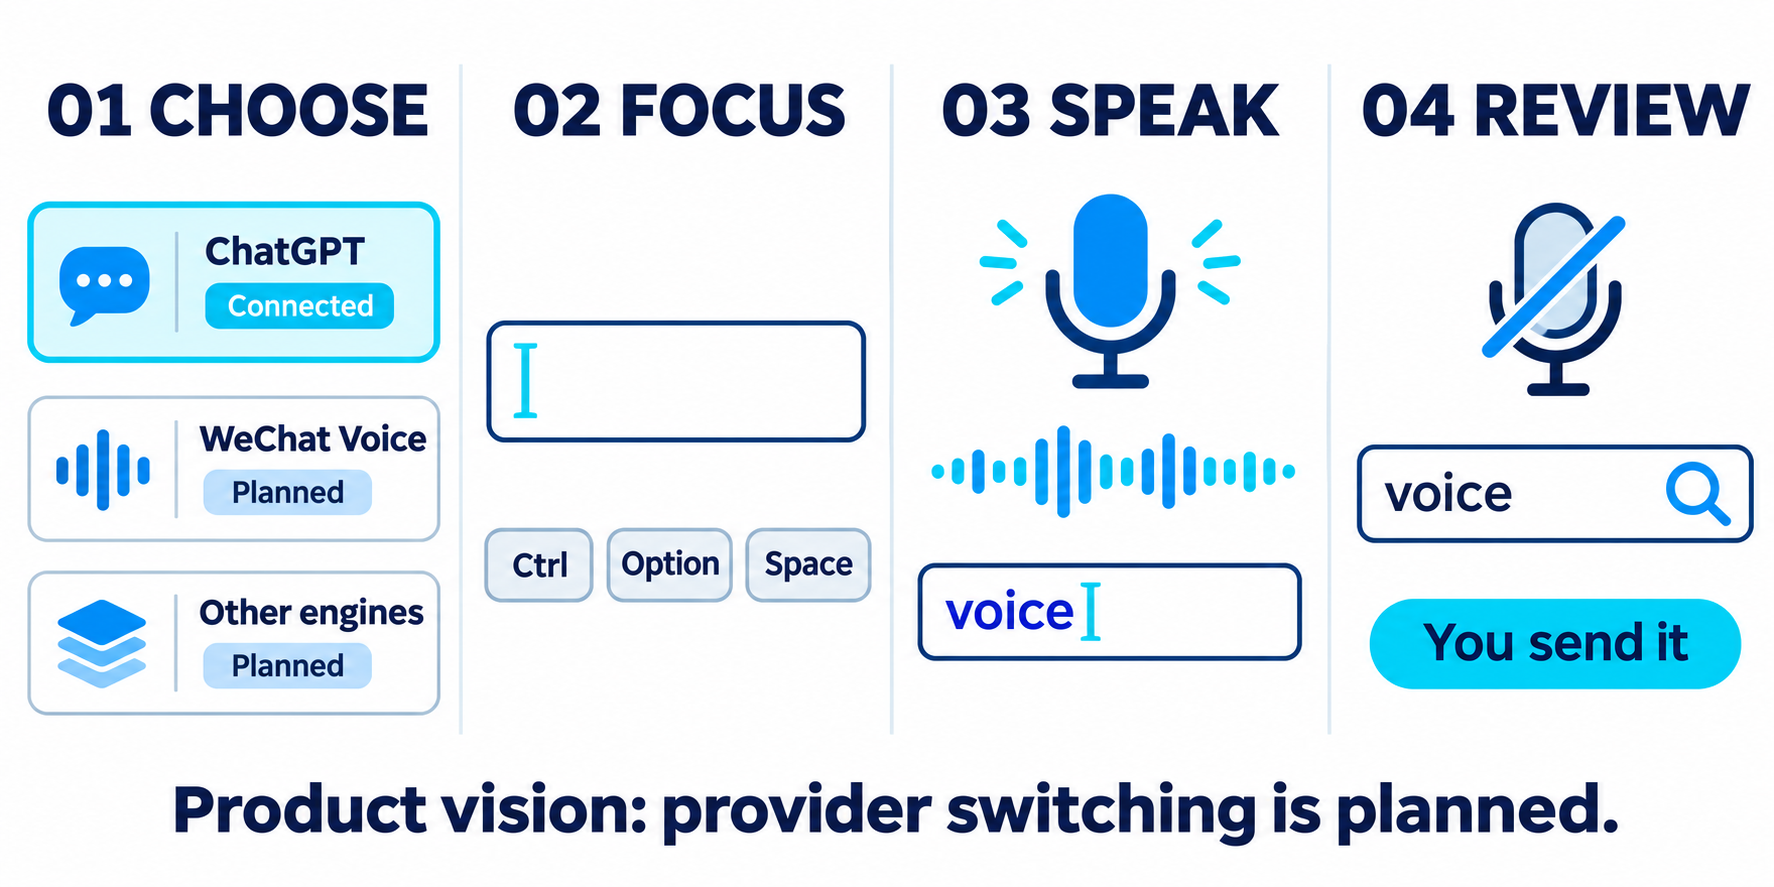 01 CHOOSE
ChatGPT
Connected
WeChat Voice
Planned
Other engines
Planned
02 FOCUS
Ctrl Option Space
03 SPEAK
voice
04 REVIEW
voice
You send it
Product vision: provider switching is planned.